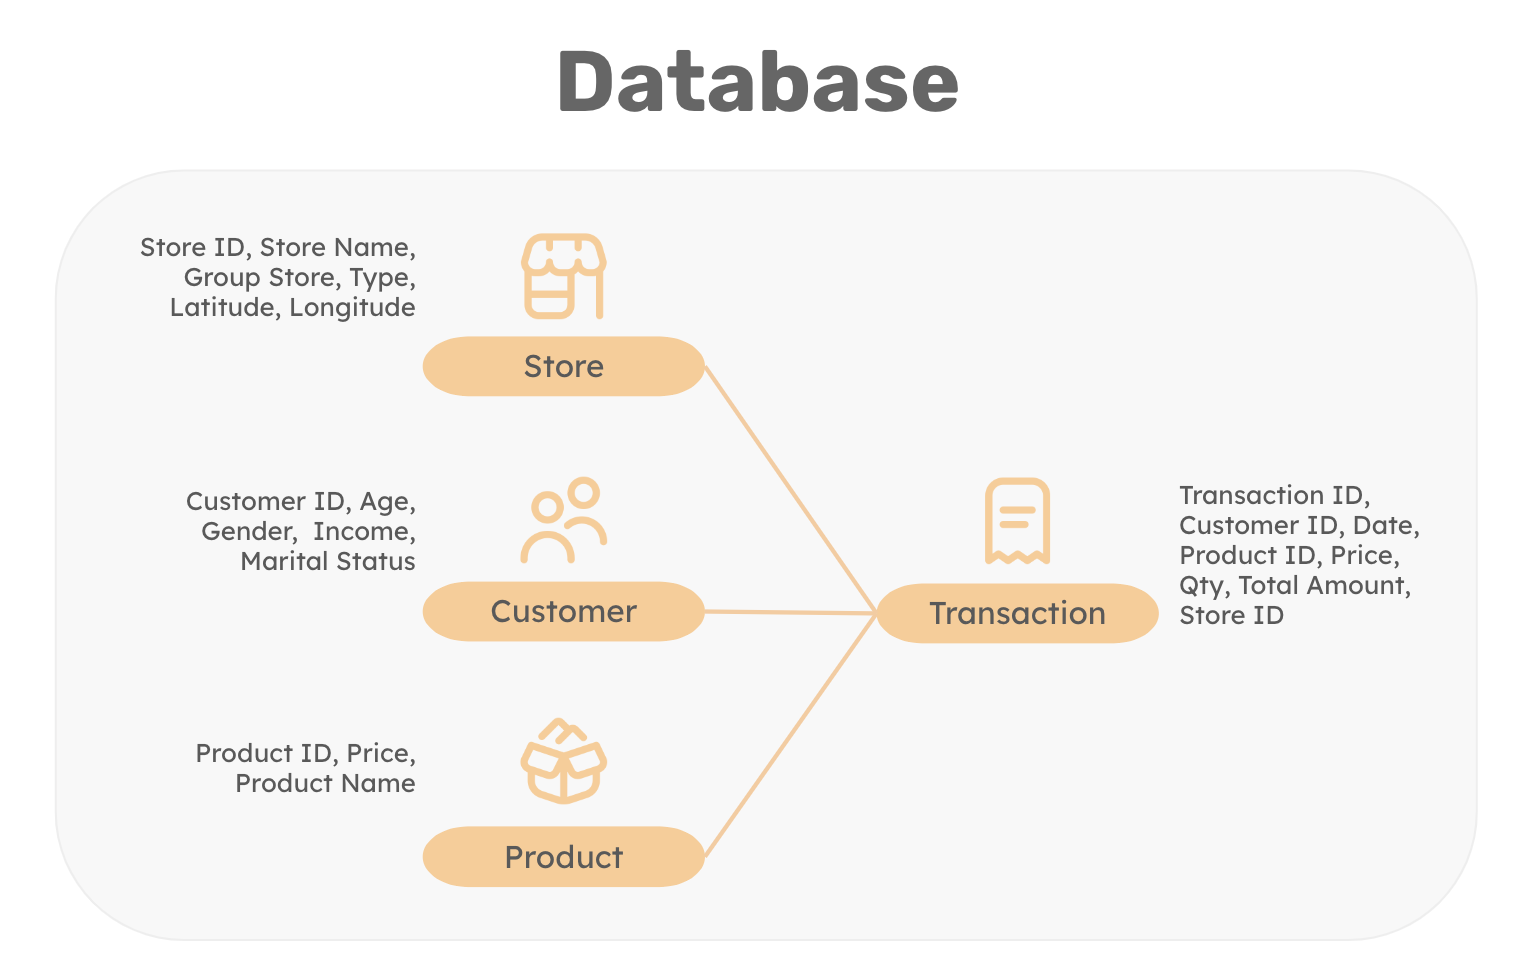 Database
Store ID, Store Name,
Group Store, Type,
Latitude, Longitude
Store
Customer ID, Age,
Gender,  Income,
Marital Status
Customer
Product ID, Price,
Product Name
Product
Transaction
Transaction ID,
Customer ID, Date,
Product ID, Price,
Qty, Total Amount,
Store ID